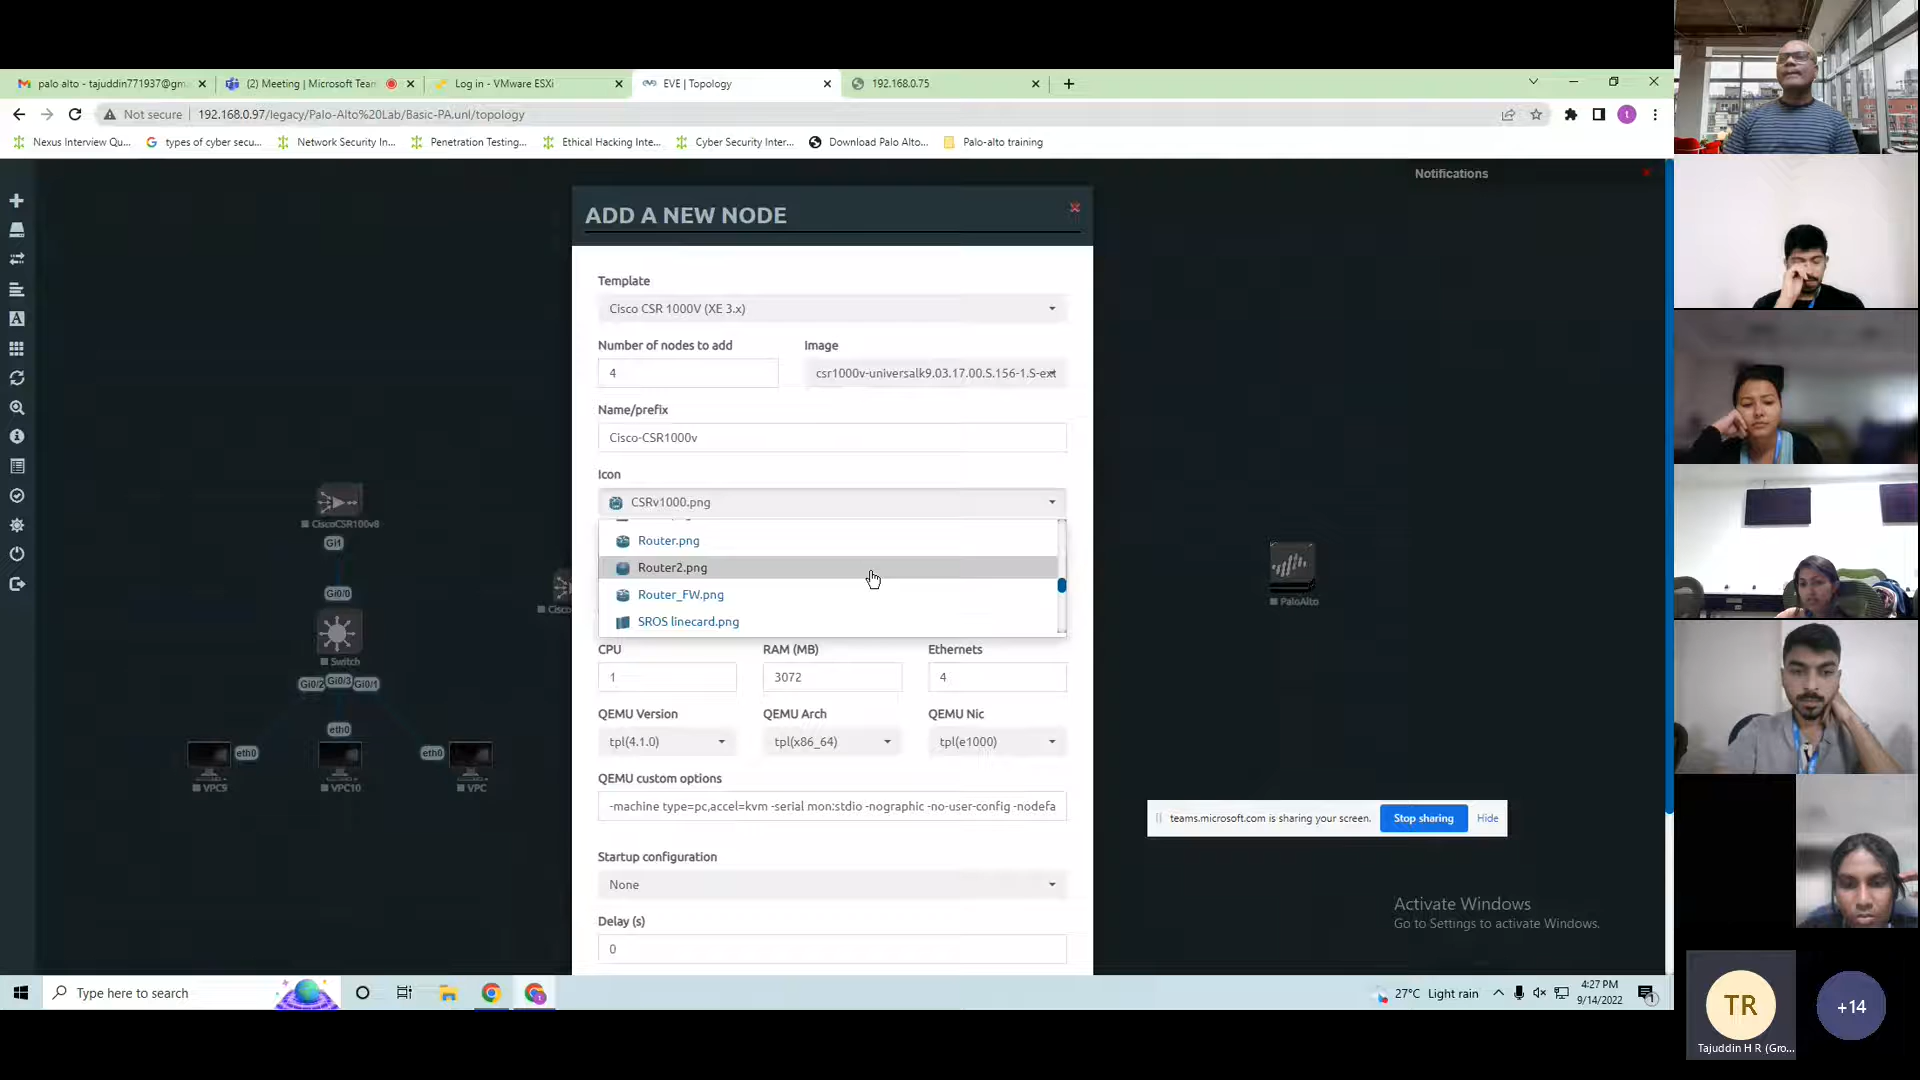 palo alto - tajuddin771937@gm
(2) Meeting | Microsoft Team
Log in - VMware ESXi
EVE | Topology
192.168.0.75
Not secure
192.168.0.97/legacy/Palo-Alto%20Lab/Basic-PA.unl/topology
t
Nexus Interview Qu...
types of cyber secu...
Network Security In...
Penetration Testing...
Ethical Hacking Inte...
Cyber Security Inter...
Download Palo Alto...
Palo-alto training
Notifications
ADD A NEW NODE
Template
Cisco CSR 1000V (XE 3.x)
Number of nodes to add
Image
4
csr1000v-universalk9.03.17.00.S.156-1.S-ext
Name/prefix
Cisco-CSR1000v
Icon
CSRv1000.png
Router.png
Router2.png
Router_FW.png
SROS linecard.png
CPU
RAM (MB)
Ethernets
1
3072
4
QEMU Version
QEMU Arch
QEMU Nic
tpl(4.1.0)
tpl(x86_64)
tpl(e1000)
QEMU custom options
-machine type=pc,accel=kvm -serial mon:stdio -nographic -no-user-config -nodefa
Startup configuration
None
Delay (s)
0
CiscoCSR100v8
Gi1
Gi0/0
Switch
Gi0/2
Gi0/3
Gi0/1
eth0
eth0
eth0
VPC9
VPC10
VPC
Cisco
PaloAlto
teams.microsoft.com is sharing your screen.
Stop sharing
Hide
Activate Windows
Go to Settings to activate Windows.
Type here to search
27°C Light rain
4:27 PM
9/14/2022
1
TR
Tajuddin H R (Gro...
+14